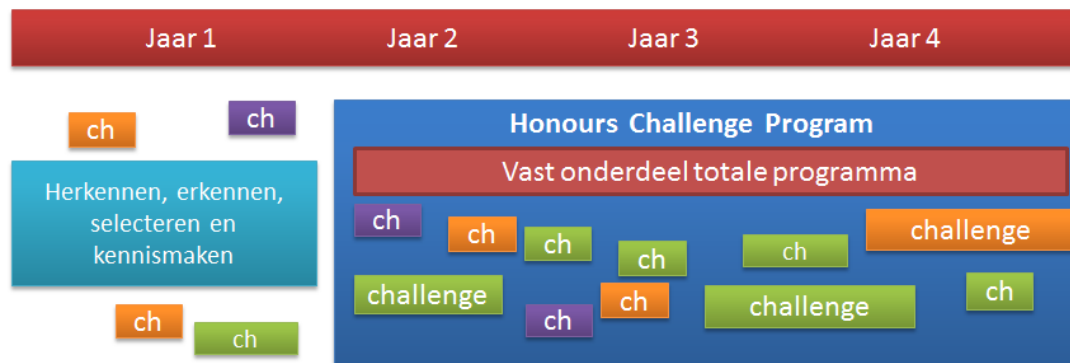 Jaar 1
Jaar 2
Jaar 3
Jaar 4
ch
ch
Herkennen, erkennen,
selecteren en
kennismaken
ch
ch
Honours Challenge Program
Vast onderdeel totale programma
ch
ch
ch
ch
ch
challenge
challenge
ch
ch
challenge
ch